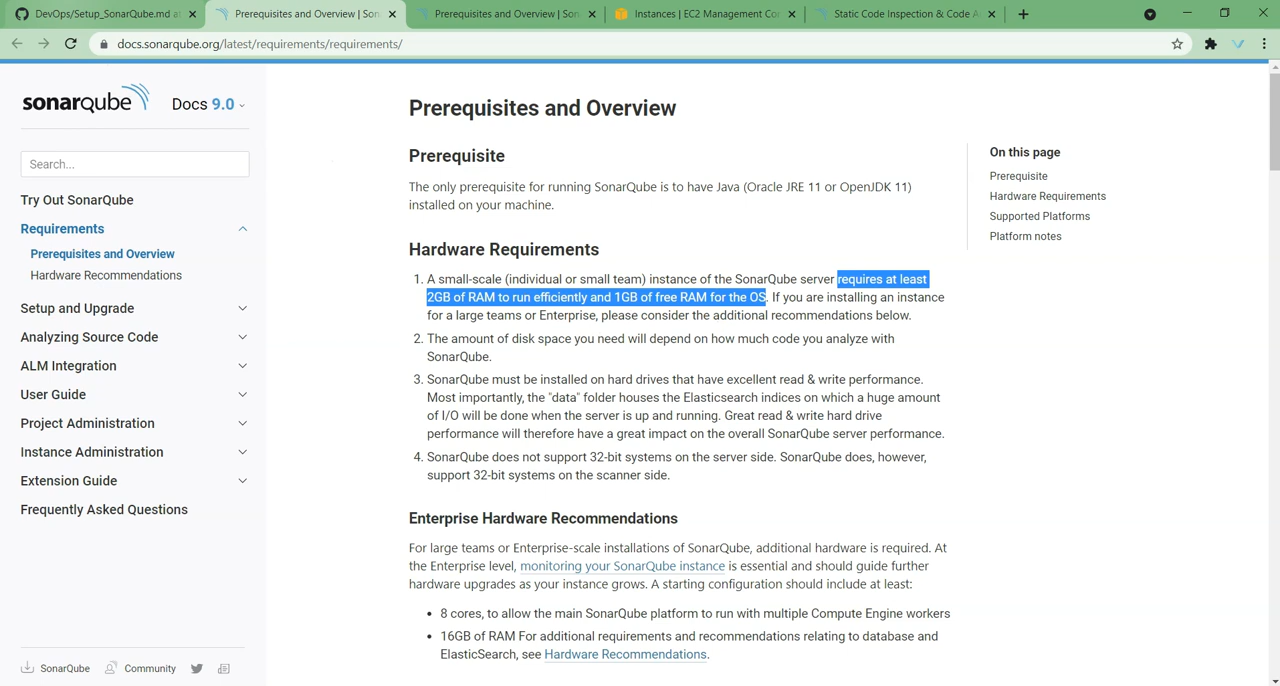 DevOps/Setup_SonarQube.md at
Prerequisites and Overview | Son
Prerequisites and Overview | Son
Instances | EC2 Management Con
Static Code Inspection & Code A
docs.sonarqube.org/latest/requirements/requirements/
sonarqube
Docs 9.0
Search...
Try Out SonarQube
Requirements
Prerequisites and Overview
Hardware Recommendations
Setup and Upgrade
Analyzing Source Code
ALM Integration
User Guide
Project Administration
Instance Administration
Extension Guide
Frequently Asked Questions
SonarQube
Community
Prerequisites and Overview
Prerequisite
The only prerequisite for running SonarQube is to have Java (Oracle JRE 11 or OpenJDK 11)
installed on your machine.
Hardware Requirements
1. A small-scale (individual or small team) instance of the SonarQube server requires at least
2GB of RAM to run efficiently and 1GB of free RAM for the OS. If you are installing an instance
for a large teams or Enterprise, please consider the additional recommendations below.
2. The amount of disk space you need will depend on how much code you analyze with
SonarQube.
3. SonarQube must be installed on hard drives that have excellent read & write performance.
Most importantly, the "data" folder houses the Elasticsearch indices on which a huge amount
of I/O will be done when the server is up and running. Great read & write hard drive
performance will therefore have a great impact on the overall SonarQube server performance.
4. SonarQube does not support 32-bit systems on the server side. SonarQube does, however,
support 32-bit systems on the scanner side.
Enterprise Hardware Recommendations
For large teams or Enterprise-scale installations of SonarQube, additional hardware is required. At
the Enterprise level, monitoring your SonarQube instance is essential and should guide further
hardware upgrades as your instance grows. A starting configuration should include at least:
• 8 cores, to allow the main SonarQube platform to run with multiple Compute Engine workers
• 16GB of RAM For additional requirements and recommendations relating to database and
ElasticSearch, see Hardware Recommendations.
On this page
Prerequisite
Hardware Requirements
Supported Platforms
Platform notes